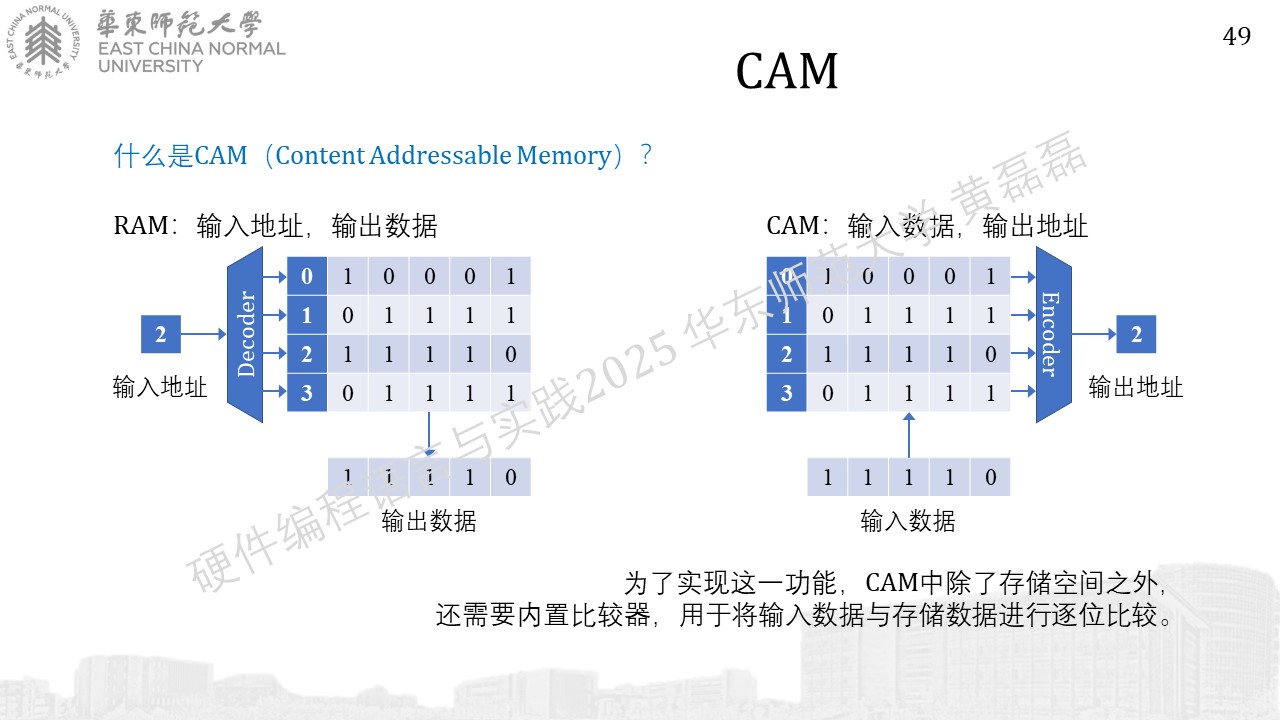 華東師範大學
EAST CHINA NORMAL
UNIVERSITY
EAST CHINA NORMAL UNIVERSITY
華東師範大學
49
CAM
什么是CAM（Content Addressable Memory）？
RAM：输入地址，输出数据
2
输入地址
Decoder
0 1 0 0 0 1
1 0 1 1 1 1
2 1 1 1 1 0
3 0 1 1 1 1
1 1 1 1 0
输出数据
CAM：输入数据，输出地址
0 1 0 0 0 1
1 0 1 1 1 1
2 1 1 1 1 0
3 0 1 1 1 1
Encoder
2
输出地址
1 1 1 1 0
输入数据
为了实现这一功能，CAM中除了存储空间之外，
还需要内置比较器，用于将输入数据与存储数据进行逐位比较。
硬件编程语言与实践2025 华东师范大学 黄磊磊